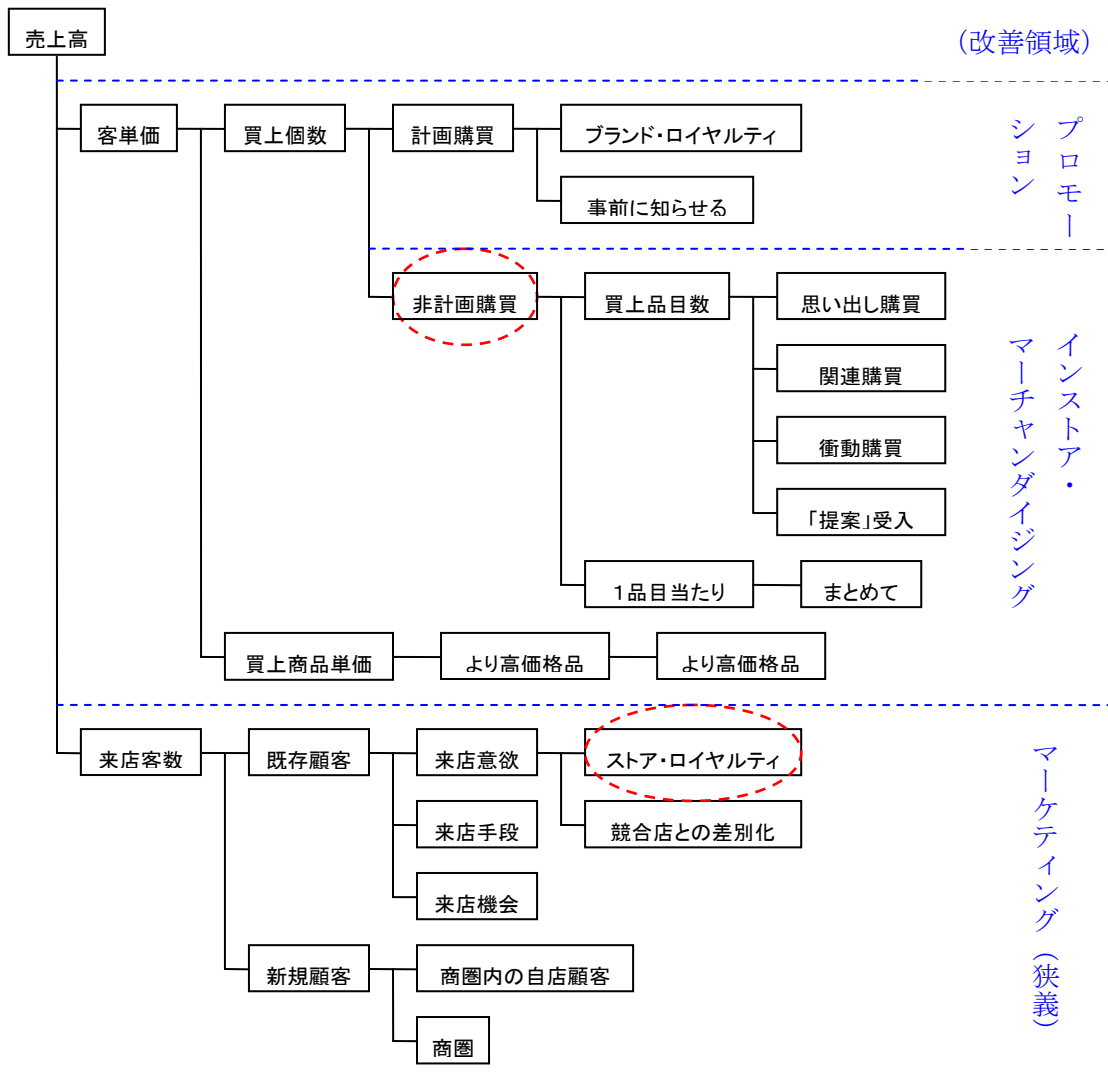 売上高
(改善領域)
客単価
買上個数
計画購買
ブランド・ロイヤルティ
プロモー
ション
事前に知らせる
非計画購買
買上品目数
思い出し購買
関連購買
衝動購買
「提案」受入
インストア・
マーチャンダイジング
1品目当たり
まとめて
買上商品単価
より高価格品
より高価格品
来店客数
既存顧客
来店意欲
ストア・ロイヤルティ
マーケティング(狭義)
来店手段
競合店との差別化
来店機会
新規顧客
商圏内の自店顧客
商圏